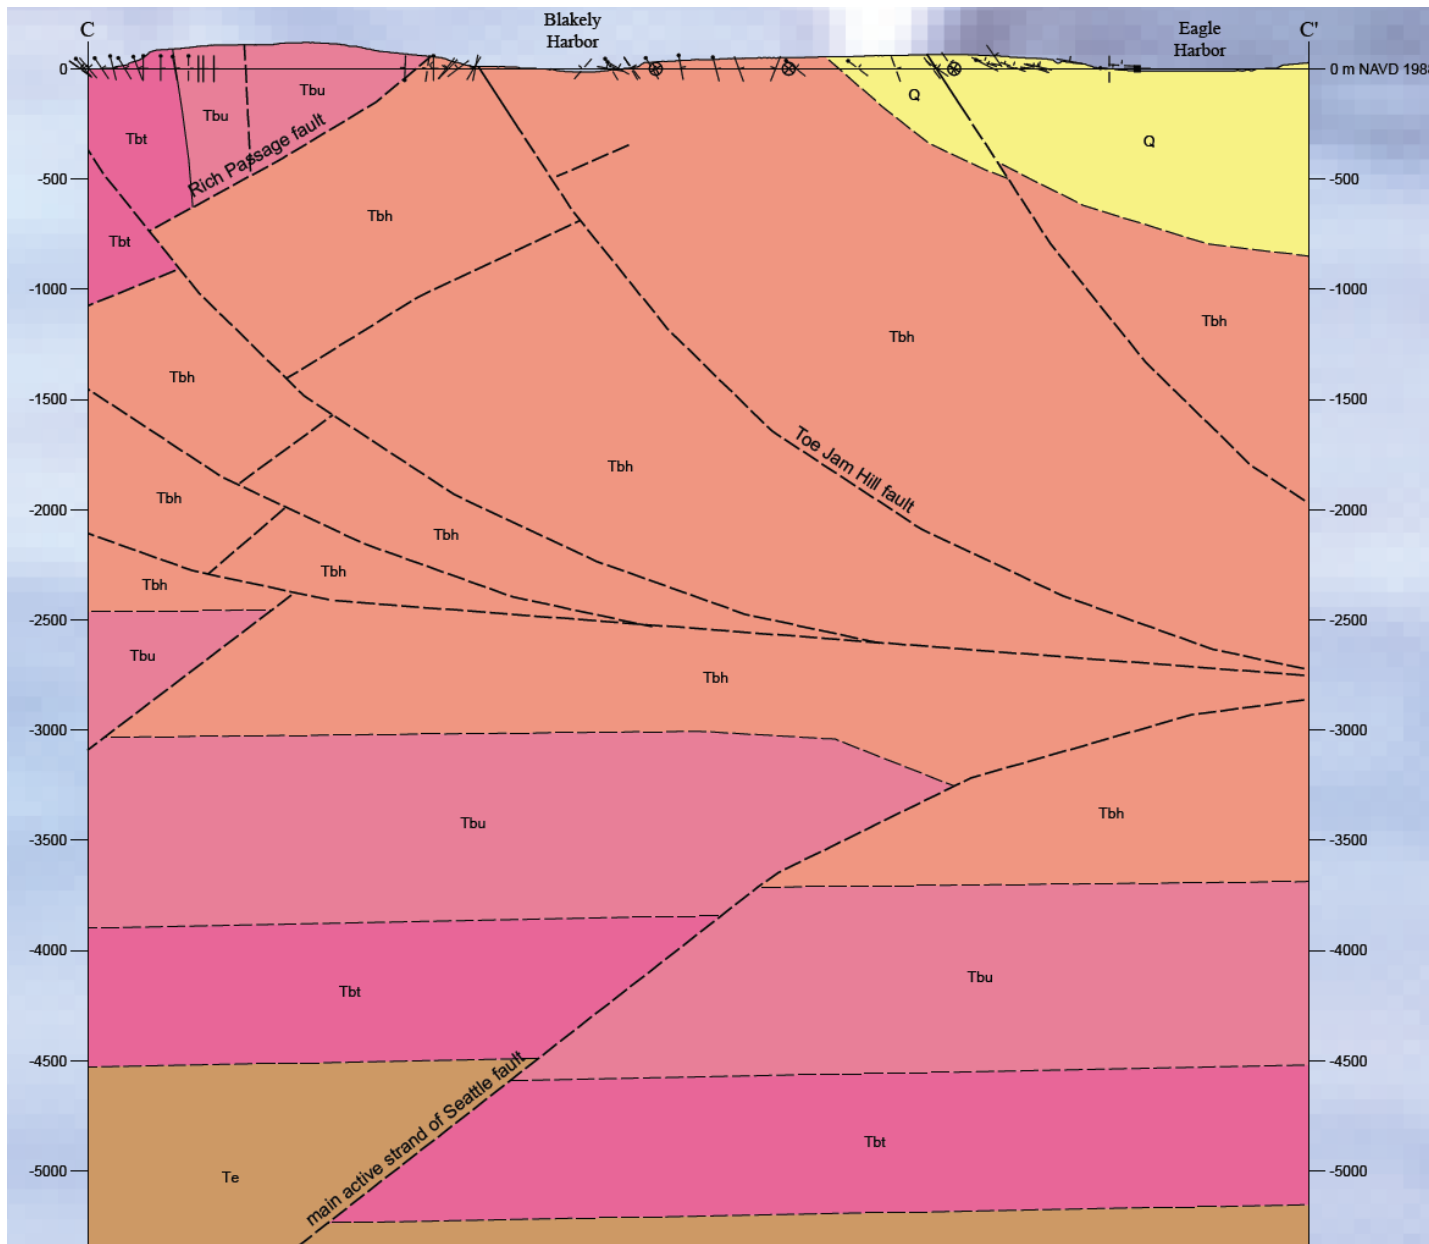 C
Blakely
Harbor
Eagle
Harbor
C'
0
0 m NAVD 198
Tbu
Q
Tbu
Tbt
Q
Rich Passage fault
-500
-500
Tbh
Tbt
-1000
-1000
Tbh
Tbh
Tbh
-1500
-1500
Toe Jam Hill fault
Tbh
Tbh
-2000
-2000
Tbh
Tbh
Tbh
-2500
-2500
Tbu
Tbh
-3000
-3000
Tbh
Tbu
-3500
-3500
-4000
-4000
Tbu
Tbt
-4500
-4500
main active strand of Seattle fault
Tbt
-5000
-5000
Te